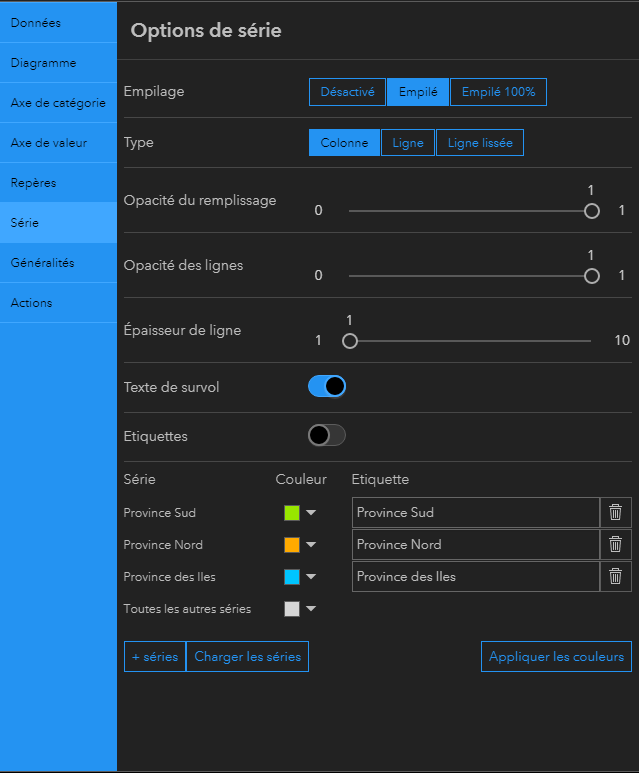 Données
Diagramme
Axe de catégorie
Axe de valeur
Repères
Série
Généralités
Actions
Options de série
Empilage Désactivé Empilé Empilé 100%
Type Colonne Ligne Ligne lissée
1
Opacité du remplissage 0 1
1
Opacité des lignes 0 1
1
Épaisseur de ligne 1 10
Texte de survol
Etiquettes
Série Couleur Etiquette
Province Sud Province Sud
Province Nord Province Nord
Province des Iles Province des Iles
Toutes les autres séries
+ séries Charger les séries Appliquer les couleurs